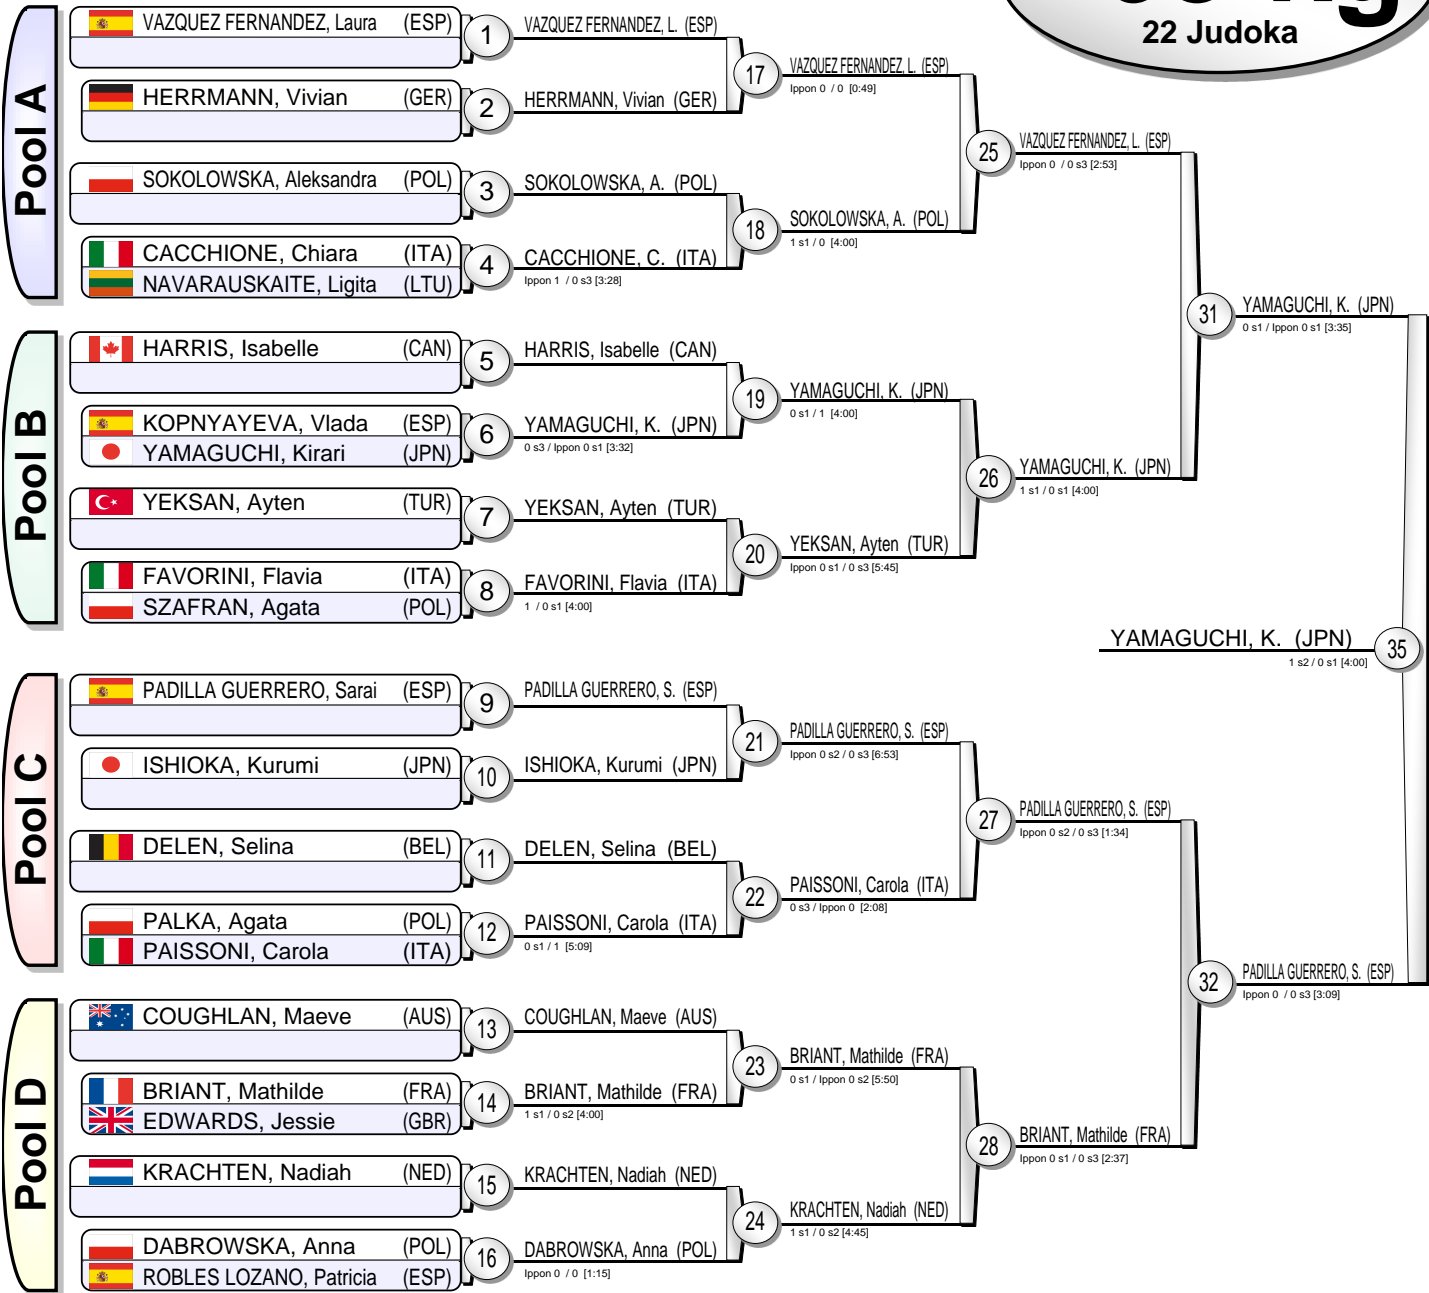 22 Judoka
Pool A
VAZQUEZ FERNANDEZ, Laura (ESP)
1
HERRMANN, Vivian (GER)
2
SOKOLOWSKA, Aleksandra (POL)
3
CACCHIONE, Chiara (ITA)
NAVARAUSKAITE, Ligita (LTU)
4
Pool B
HARRIS, Isabelle (CAN)
5
KOPNYAYEVA, Vlada (ESP)
YAMAGUCHI, Kirari (JPN)
6
YEKSAN, Ayten (TUR)
7
FAVORINI, Flavia (ITA)
SZAFRAN, Agata (POL)
8
Pool C
PADILLA GUERRERO, Sarai (ESP)
9
ISHIOKA, Kurumi (JPN)
10
DELEN, Selina (BEL)
11
PALKA, Agata (POL)
PAISSONI, Carola (ITA)
12
Pool D
COUGHLAN, Maeve (AUS)
13
BRIANT, Mathilde (FRA)
EDWARDS, Jessie (GBR)
14
KRACHTEN, Nadiah (NED)
15
DABROWSKA, Anna (POL)
ROBLES LOZANO, Patricia (ESP)
16
VAZQUEZ FERNANDEZ, L. (ESP)
HERRMANN, Vivian (GER)
17
SOKOLOWSKA, A. (POL)
CACCHIONE, C. (ITA)
Ippon 1 / 0 s3 [3:28]
18
HARRIS, Isabelle (CAN)
YAMAGUCHI, K. (JPN)
0 s3 / Ippon 0 s1 [3:32]
19
YEKSAN, Ayten (TUR)
FAVORINI, Flavia (ITA)
1 / 0 s1 [4:00]
20
PADILLA GUERRERO, S. (ESP)
ISHIOKA, Kurumi (JPN)
21
DELEN, Selina (BEL)
PAISSONI, Carola (ITA)
0 s1 / 1 [5:09]
22
COUGHLAN, Maeve (AUS)
BRIANT, Mathilde (FRA)
1 s1 / 0 s2 [4:00]
23
KRACHTEN, Nadiah (NED)
DABROWSKA, Anna (POL)
Ippon 0 / 0 [1:15]
24
VAZQUEZ FERNANDEZ, L. (ESP)
Ippon 0 / 0 [0:49]
SOKOLOWSKA, A. (POL)
1 s1 / 0 [4:00]
25
YAMAGUCHI, K. (JPN)
0 s1 / 1 [4:00]
YEKSAN, Ayten (TUR)
Ippon 0 s1 / 0 s3 [5:45]
26
PADILLA GUERRERO, S. (ESP)
Ippon 0 s2 / 0 s3 [6:53]
PAISSONI, Carola (ITA)
0 s3 / Ippon 0 [2:08]
27
BRIANT, Mathilde (FRA)
0 s1 / Ippon 0 s2 [5:50]
KRACHTEN, Nadiah (NED)
1 s1 / 0 s2 [4:45]
28
VAZQUEZ FERNANDEZ, L. (ESP)
Ippon 0 / 0 s3 [2:53]
YAMAGUCHI, K. (JPN)
1 s1 / 0 s1 [4:00]
31
PADILLA GUERRERO, S. (ESP)
Ippon 0 s2 / 0 s3 [1:34]
BRIANT, Mathilde (FRA)
Ippon 0 s1 / 0 s3 [2:37]
32
YAMAGUCHI, K. (JPN)
0 s1 / Ippon 0 s1 [3:35]
PADILLA GUERRERO, S. (ESP)
Ippon 0 / 0 s3 [3:09]
YAMAGUCHI, K. (JPN)
1 s2 / 0 s1 [4:00]
35